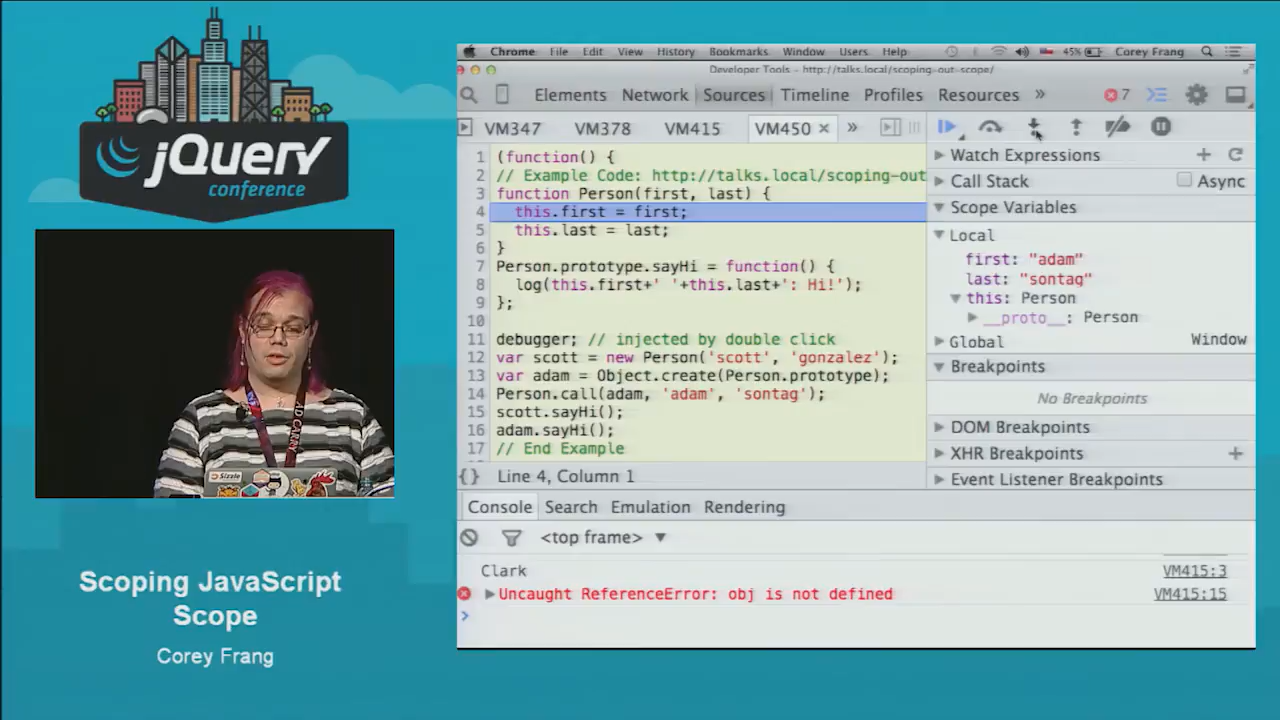 jQuery
conference
Scoping JavaScript
Scope
Corey Frang
Chrome File Edit View History Bookmarks Window Users Help 45% Corey Frang
Developer Tools - http://talks.local/scoping-out-scope/
Elements Network Sources Timeline Profiles Resources » 7
VM347 VM378 VM415 VM450 × »
1 (function() {
2 // Example Code: http://talks.local/scoping-out
3 function Person(first, last) {
4 this.first = first;
5 this.last = last;
6 }
7 Person.prototype.sayHi = function() {
8 log(this.first+' '+this.last+': Hi!');
9 };
10
11 debugger; // injected by double click
12 var scott = new Person('scott', 'gonzalez');
13 var adam = Object.create(Person.prototype);
14 Person.call(adam, 'adam', 'sontag');
15 scott.sayHi();
16 adam.sayHi();
17 // End Example
{} Line 4, Column 1
Watch Expressions
Call Stack Async
Scope Variables
Local
first: "adam"
last: "sontag"
this: Person
__proto__: Person
Global Window
Breakpoints
No Breakpoints
DOM Breakpoints
XHR Breakpoints
Event Listener Breakpoints
Console Search Emulation Rendering
<top frame>
Clark VM415:3
Uncaught ReferenceError: obj is not defined VM415:15
>
Sizzle